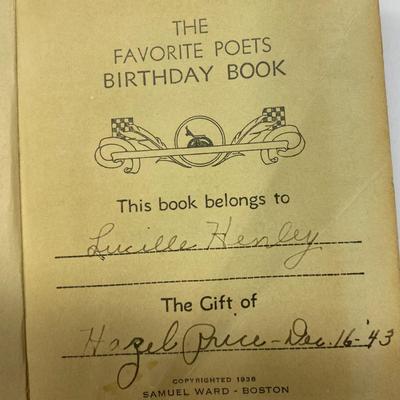 THE
FAVORITE POETS
BIRTHDAY BOOK
This book belongs to
Lucille Henley
The Gift of
Hazel Price - Dec. 16 - '43
COPYRIGHTED 1938
SAMUEL WARD - BOSTON